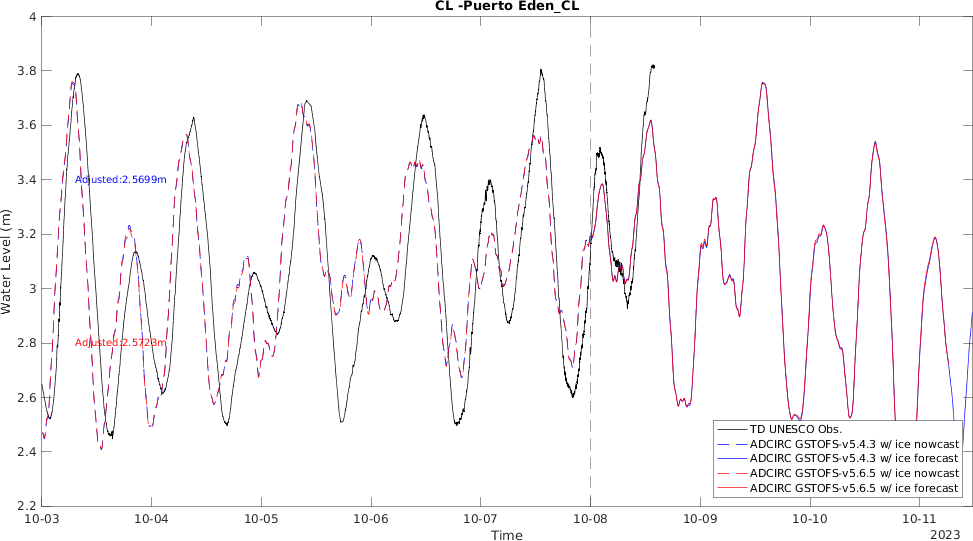 CL -Puerto Eden_CL
4
3.8
3.6
3.4
3.2
3
2.8
2.6
2.4
2.2
Water Level (m)
Adjusted:2.5699m
Adjusted:2.5723m
TD UNESCO Obs.
ADCIRC GSTOFS-v5.4.3 w/ ice nowcast
ADCIRC GSTOFS-v5.4.3 w/ ice forecast
ADCIRC GSTOFS-v5.6.5 w/ ice nowcast
ADCIRC GSTOFS-v5.6.5 w/ ice forecast
10-03 10-04 10-05 10-06 10-07 10-08 10-09 10-10 10-11
Time
2023